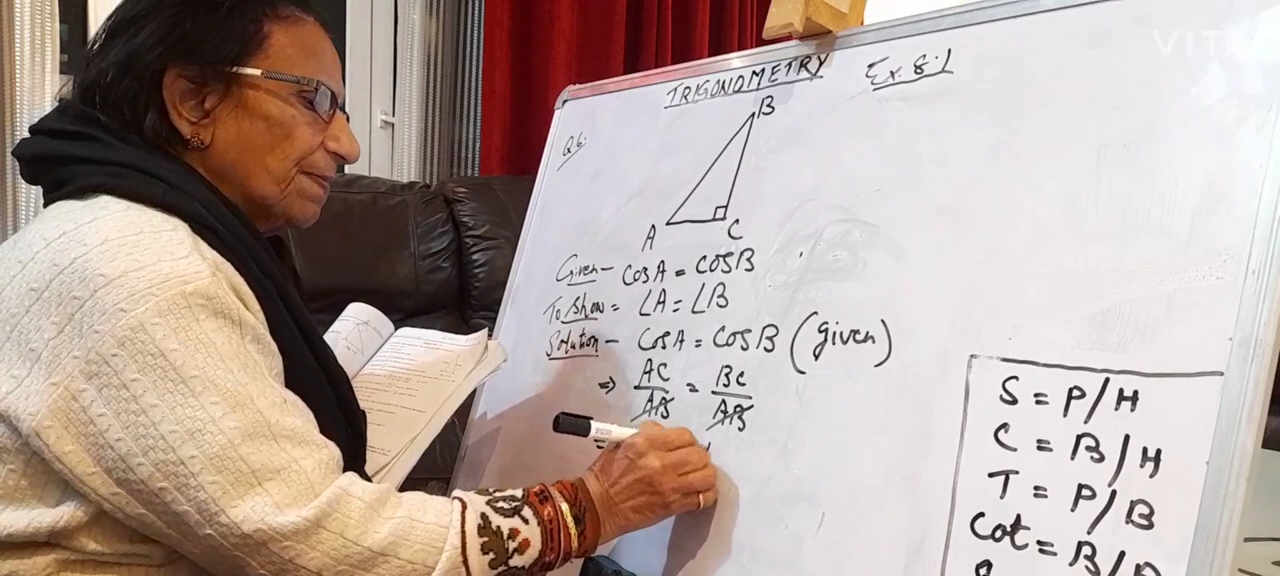 TRIGONOMETRY Ex. 8.1
Q.6:
B
A C
Given - cos A = cos B
To Show = ∠A = ∠B
Solution - cos A = cos B (given)
⇒ AC/AB = BC/AB
S = P/H
C = B/H
T = P/B
Cot = B/P